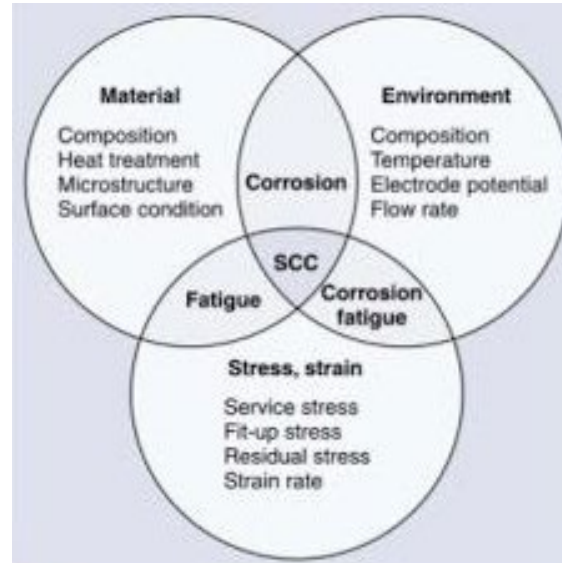 Material
Composition
Heat treatment
Microstructure
Surface condition
Environment
Composition
Temperature
Electrode potential
Flow rate
Corrosion
SCC
Fatigue
Corrosion
fatigue
Stress, strain
Service stress
Fit-up stress
Residual stress
Strain rate